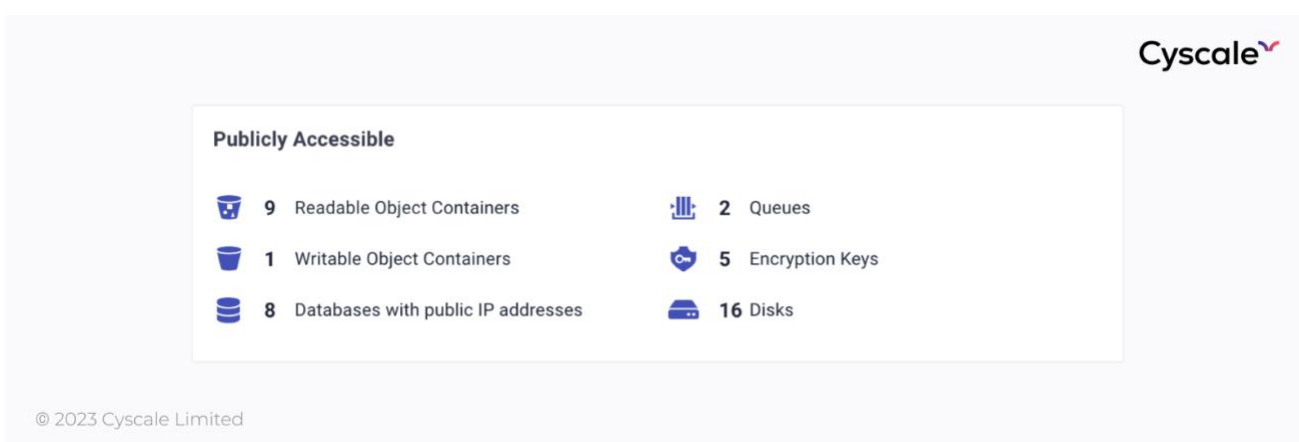 Cyscale
Publicly Accessible
9 Readable Object Containers
2 Queues
1 Writable Object Containers
5 Encryption Keys
8 Databases with public IP addresses
16 Disks
© 2023 Cyscale Limited